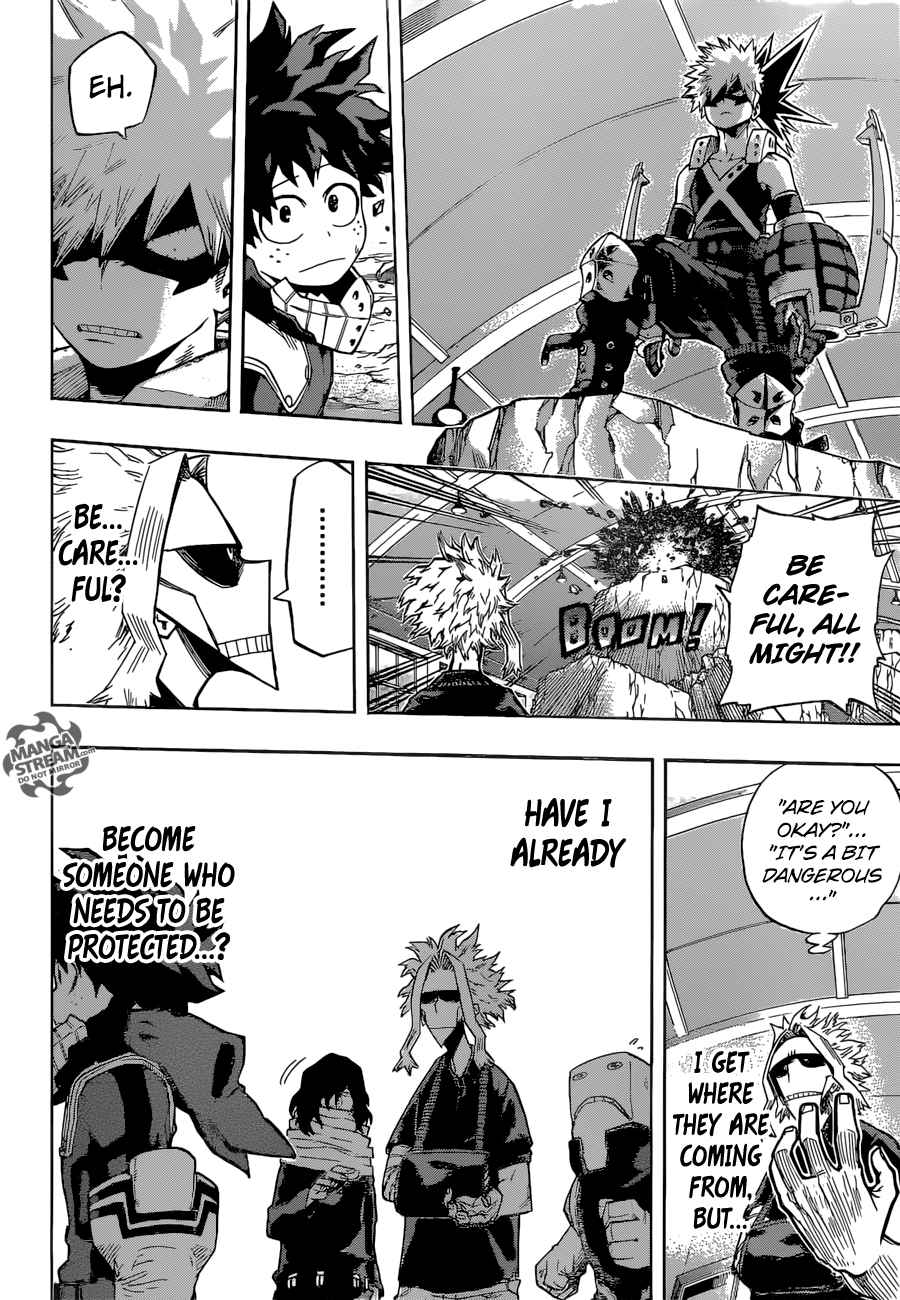 EH.
BE
CARE-
FUL, ALL
MIGHT!!
BOOM!
.........
BE...
CARE...
FUL?
"ARE YOU
OKAY?"...
"IT'S A BIT
DANGEROUS
..."
I GET
WHERE
THEY ARE
COMING
FROM,
BUT...
HAVE I
ALREADY
BECOME
SOMEONE WHO
NEEDS TO BE
PROTECTED...?
MANGA
STREAM.com
DO NOT MIRROR